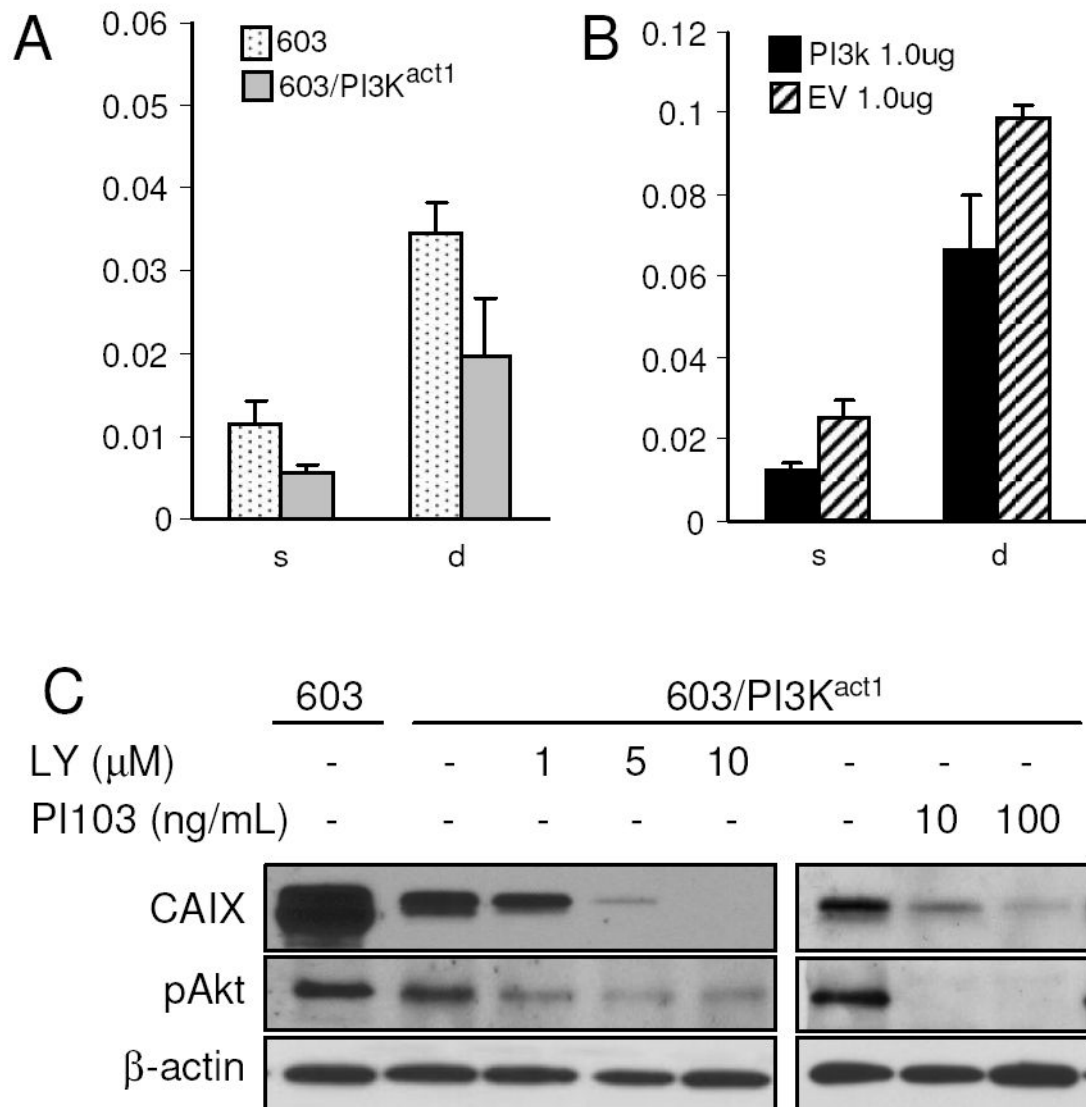 A
0.06
0.05
0.04
0.03
0.02
0.01
0
603
603/PI3K^act1
s d
B
0.12
0.1
0.08
0.06
0.04
0.02
0
PI3k 1.0ug
EV 1.0ug
s d
C
603 603/PI3K^act1
LY (μM) - - 1 5 10 - - -
PI103 (ng/mL) - - - - - - 10 100
CAIX
pAkt
β-actin